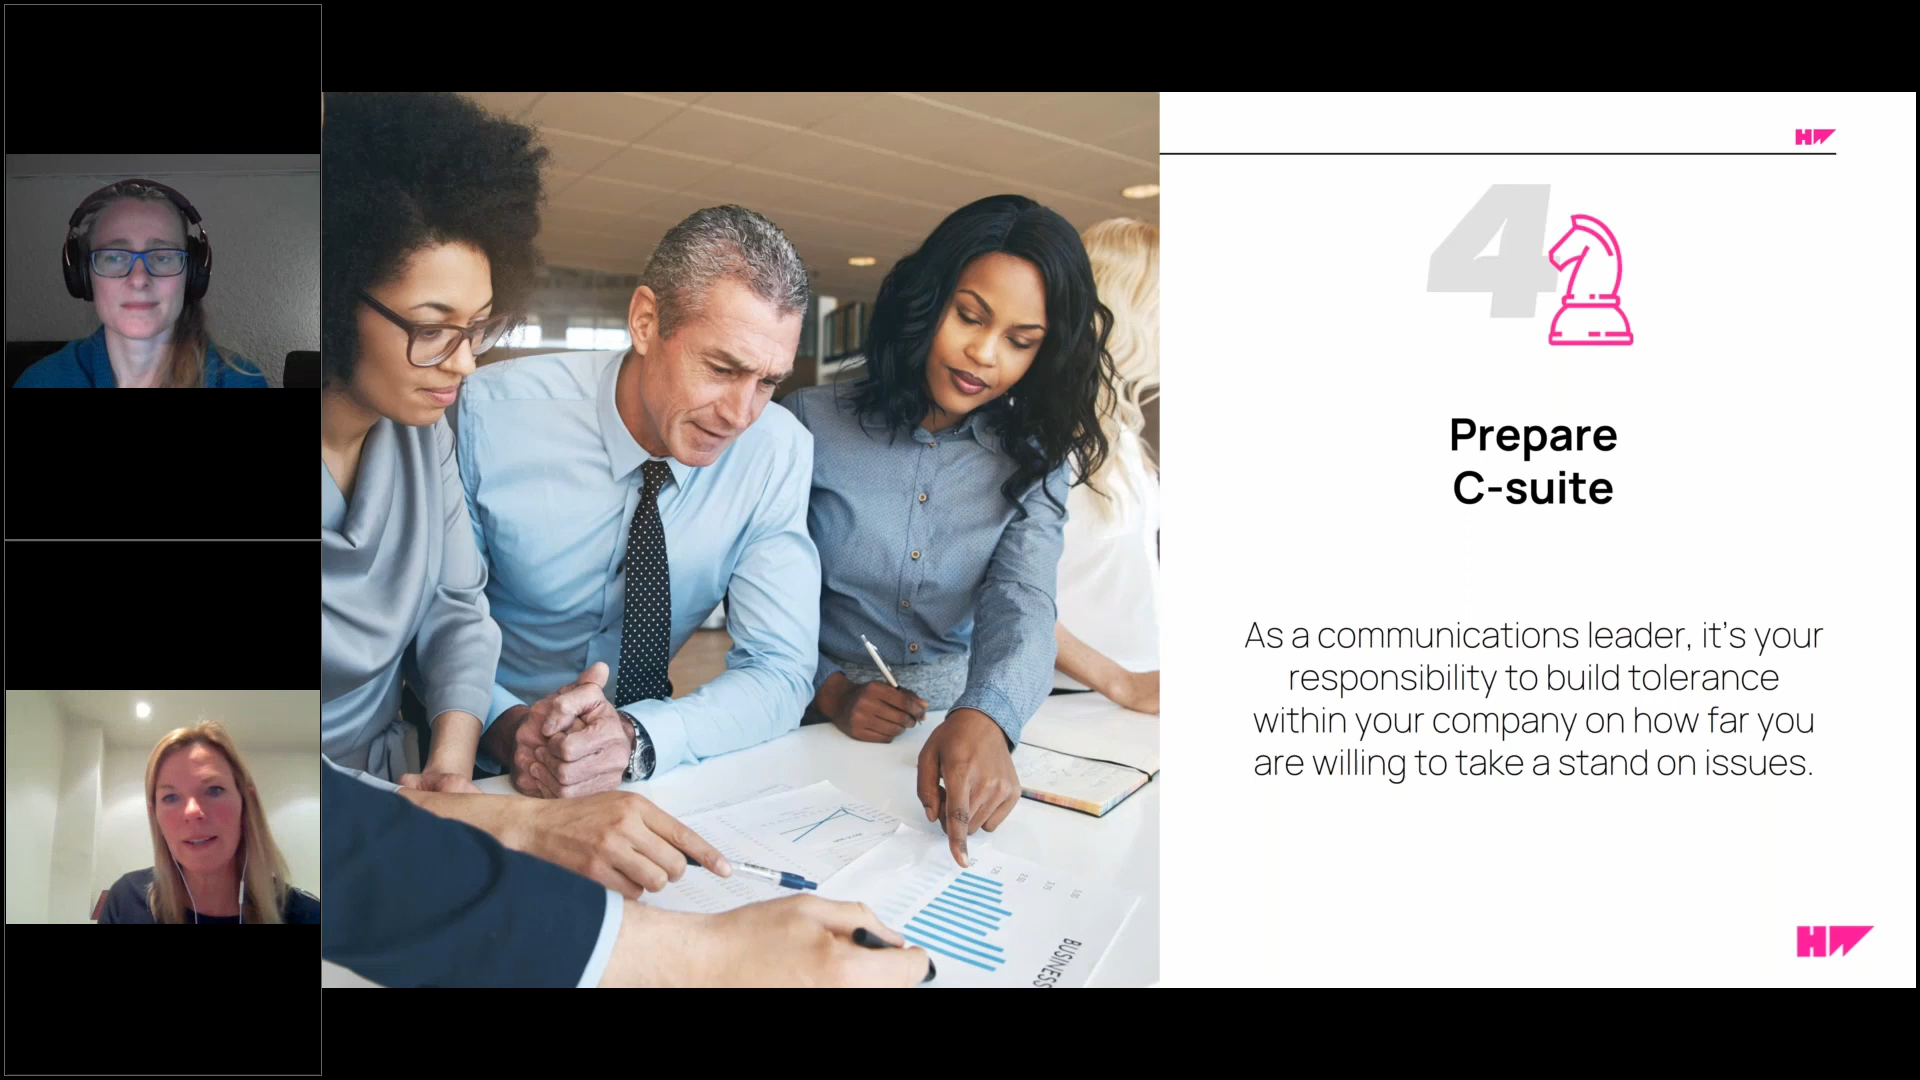 HW
4
Prepare
C-suite
As a communications leader, it's your
responsibility to build tolerance
within your company on how far you
are willing to take a stand on issues.
BUSINESS
HW